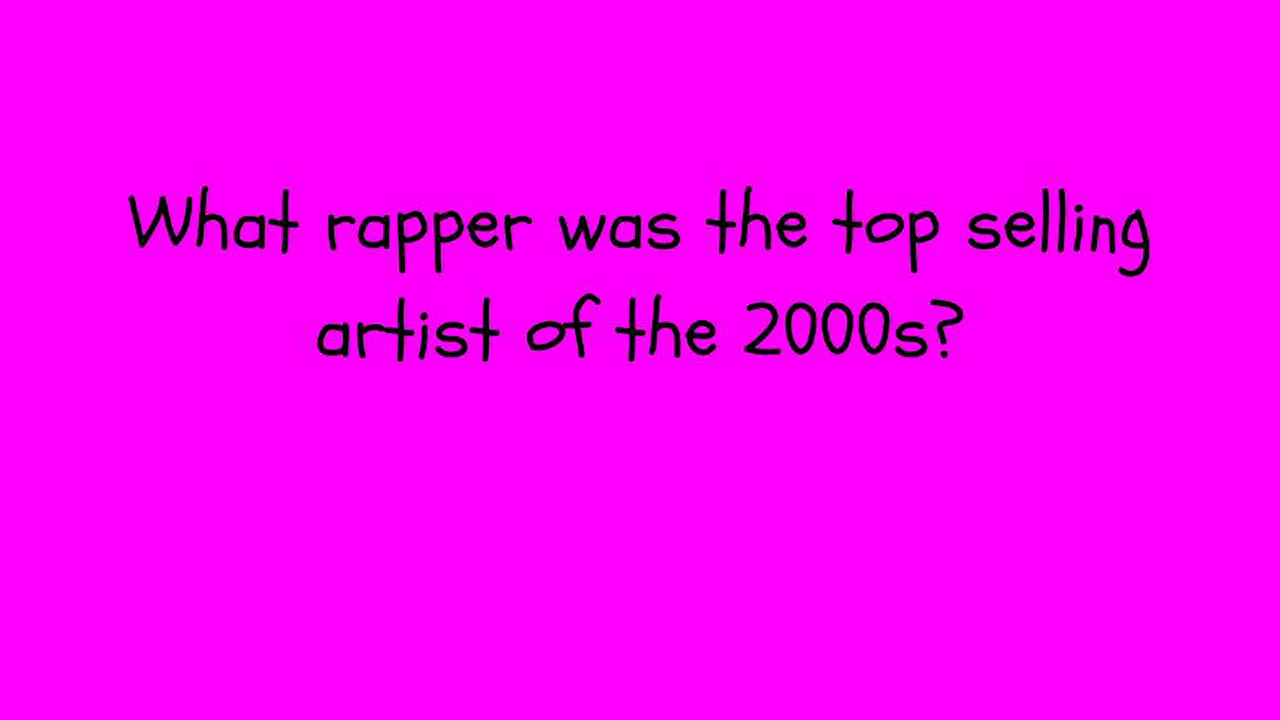 What rapper was the top selling
artist of the 2000s?